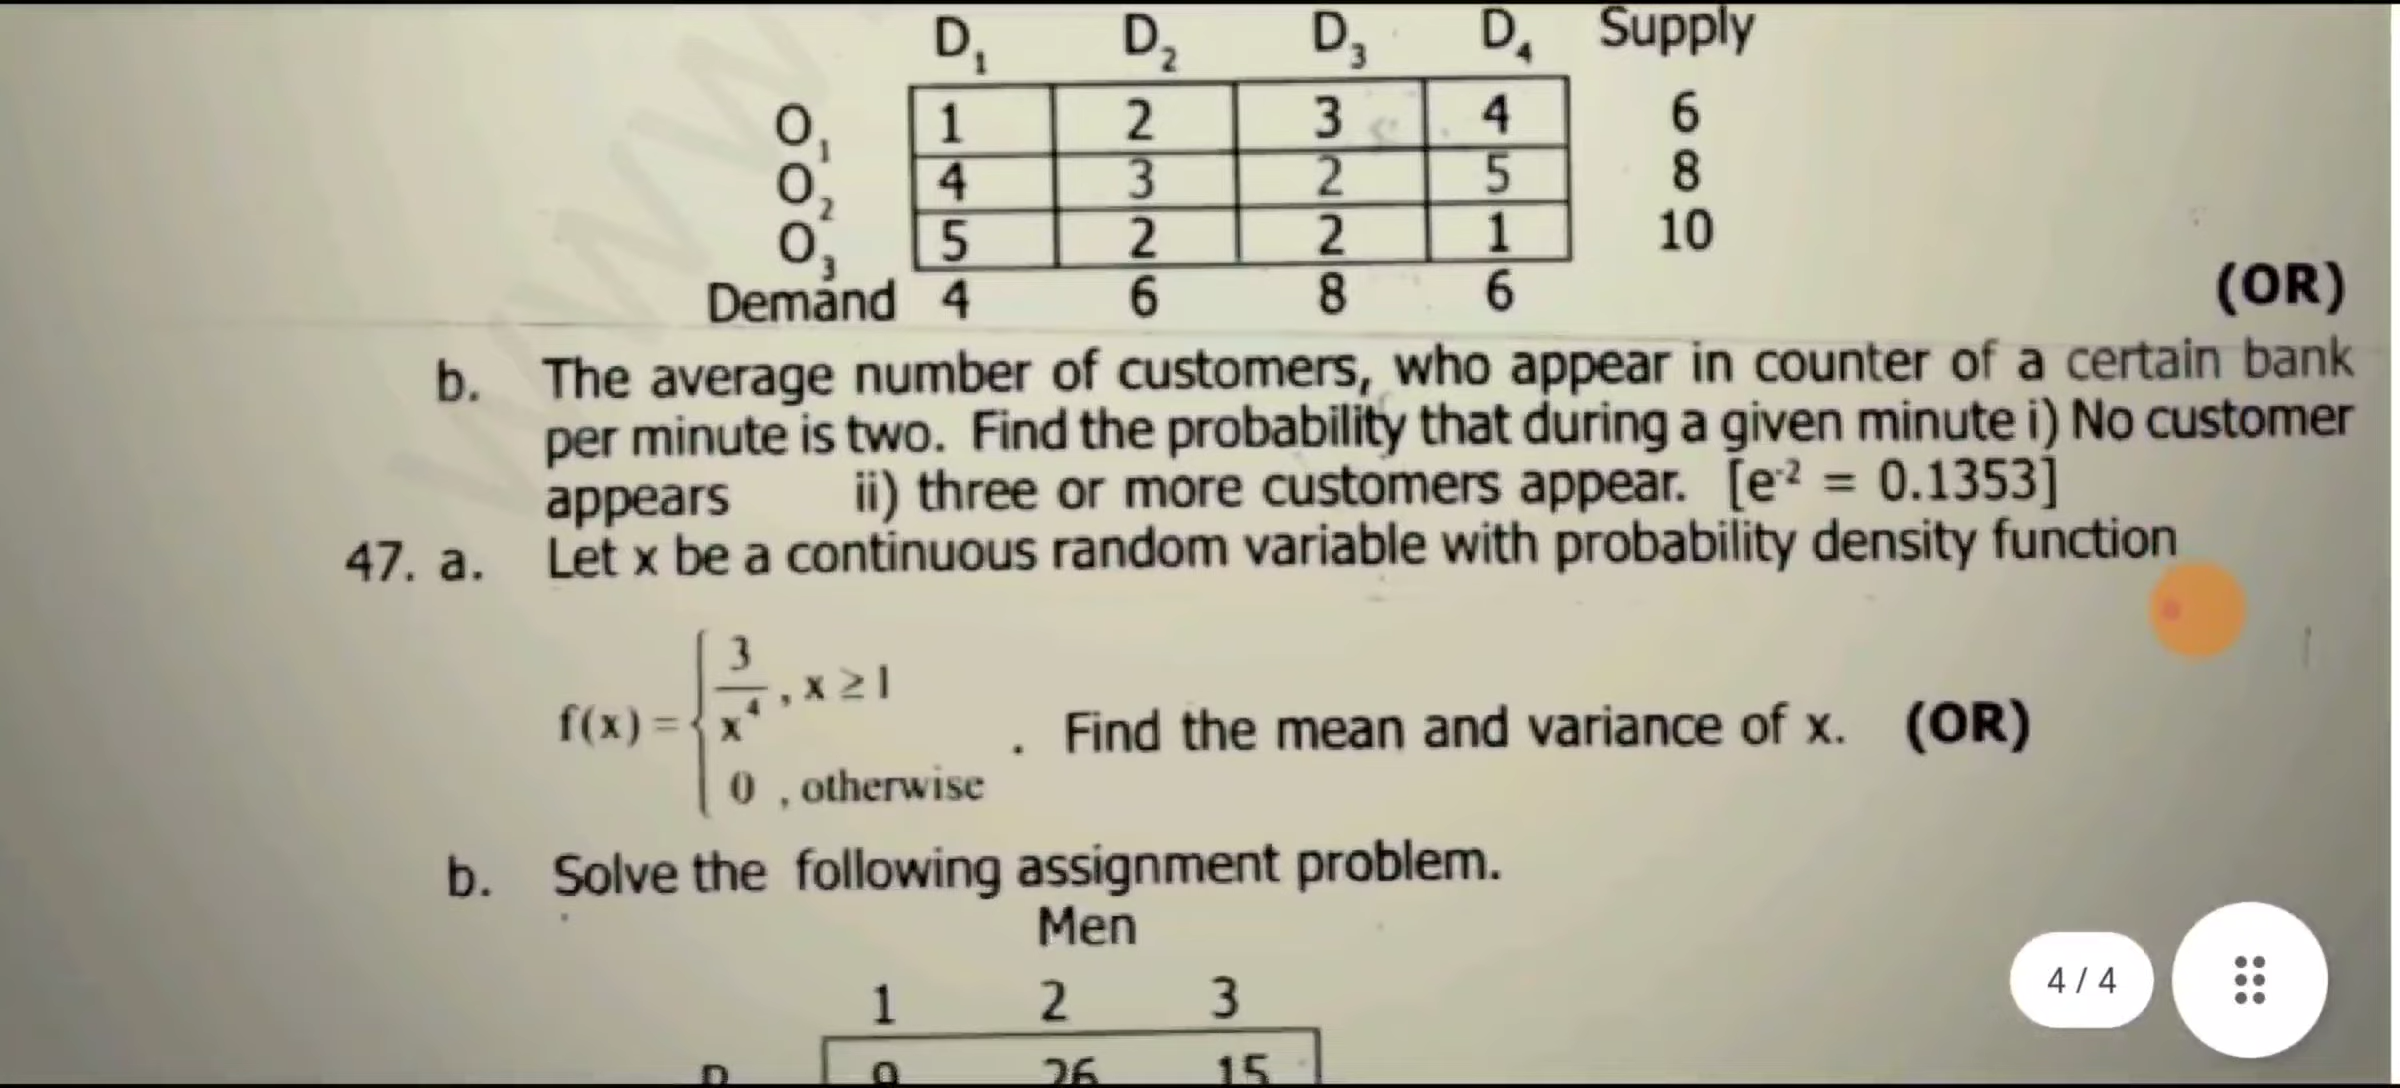 D₁ D₂ D₃ D₄ Supply
O₁ 1 2 3 4 6
O₂ 4 3 2 5 8
O₃ 5 2 2 1 10
Demand 4 6 8 6
(OR)
b. The average number of customers, who appear in counter of a certain bank
per minute is two. Find the probability that during a given minute i) No customer
appears ii) three or more customers appear. [e⁻² = 0.1353]
47. a. Let x be a continuous random variable with probability density function
f(x) = { 3/x⁴ , x ≥ 1
0 , otherwise . Find the mean and variance of x. (OR)
b. Solve the following assignment problem.
Men
1 2 3
26 15
4 / 4